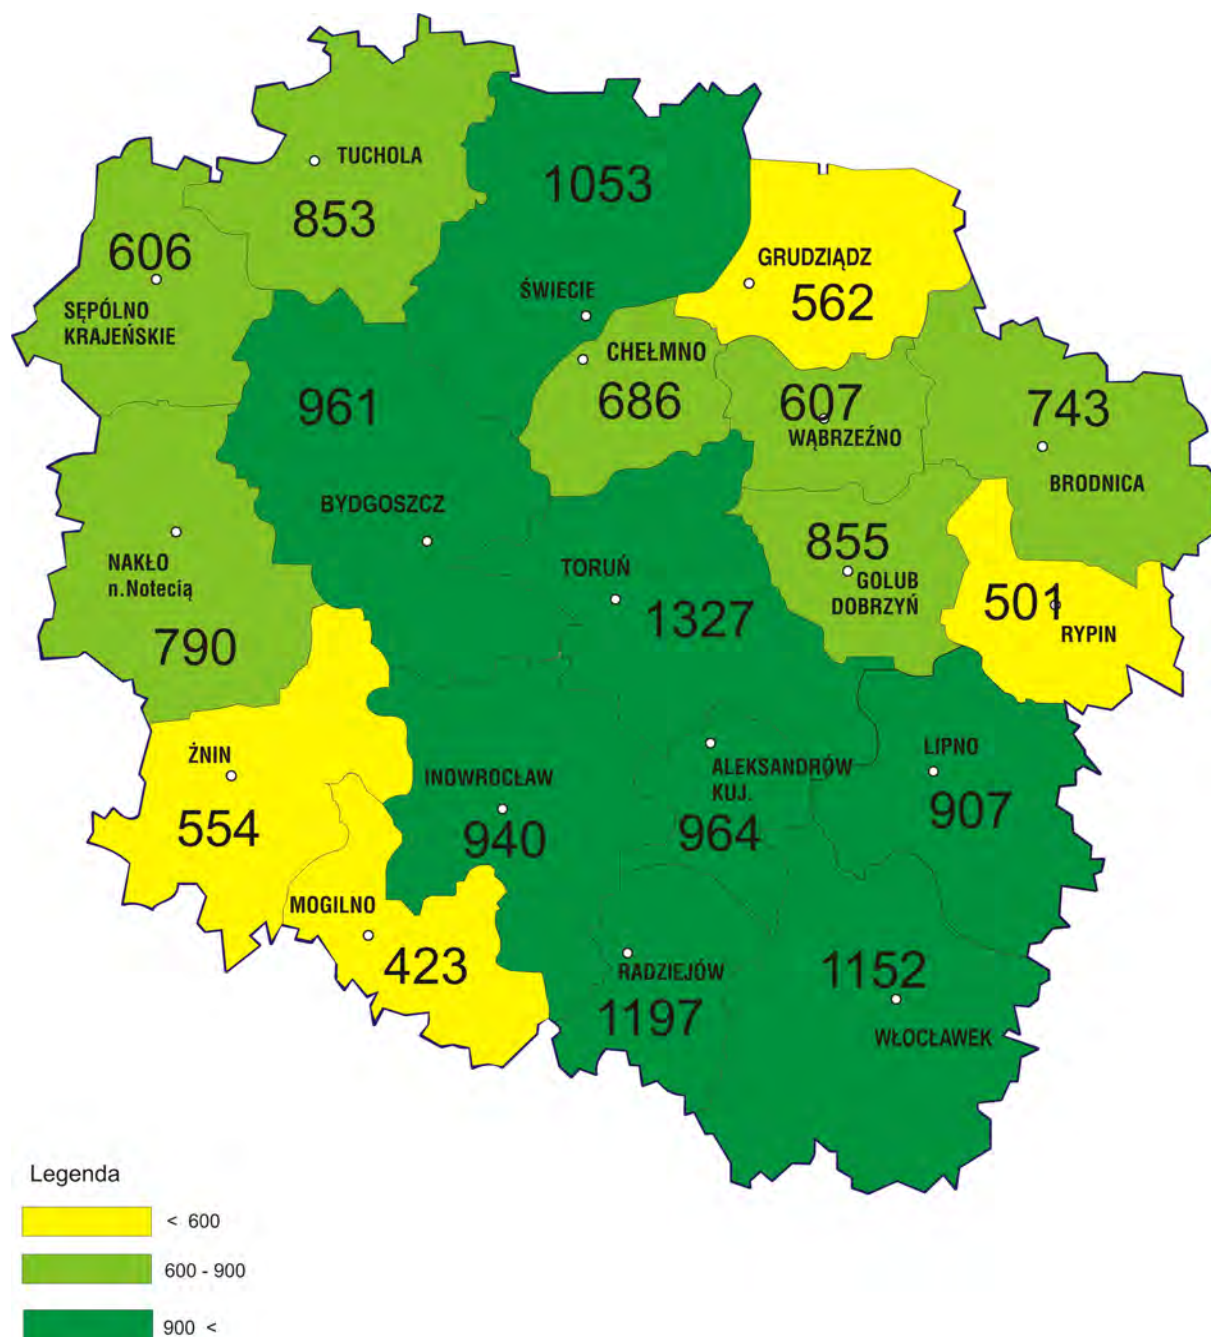 TUCHOLA
853
1053
606
SĘPÓLNO
KRAJEŃSKIE
GRUDZIĄDZ
562
ŚWIECIE
CHEŁMNO
686
961
607
WĄBRZEŹNO
743
BRODNICA
BYDGOSZCZ
NAKŁO
n.Notecią
790
TORUŃ
1327
855
GOLUB
DOBRZYŃ
501
RYPIN
ŻNIN
554
INOWROCŁAW
940
ALEKSANDRÓW
KUJ.
964
LIPNO
907
MOGILNO
423
RADZIEJÓW
1197
1152
WŁOCŁAWEK
Legenda
< 600
600 - 900
900 <